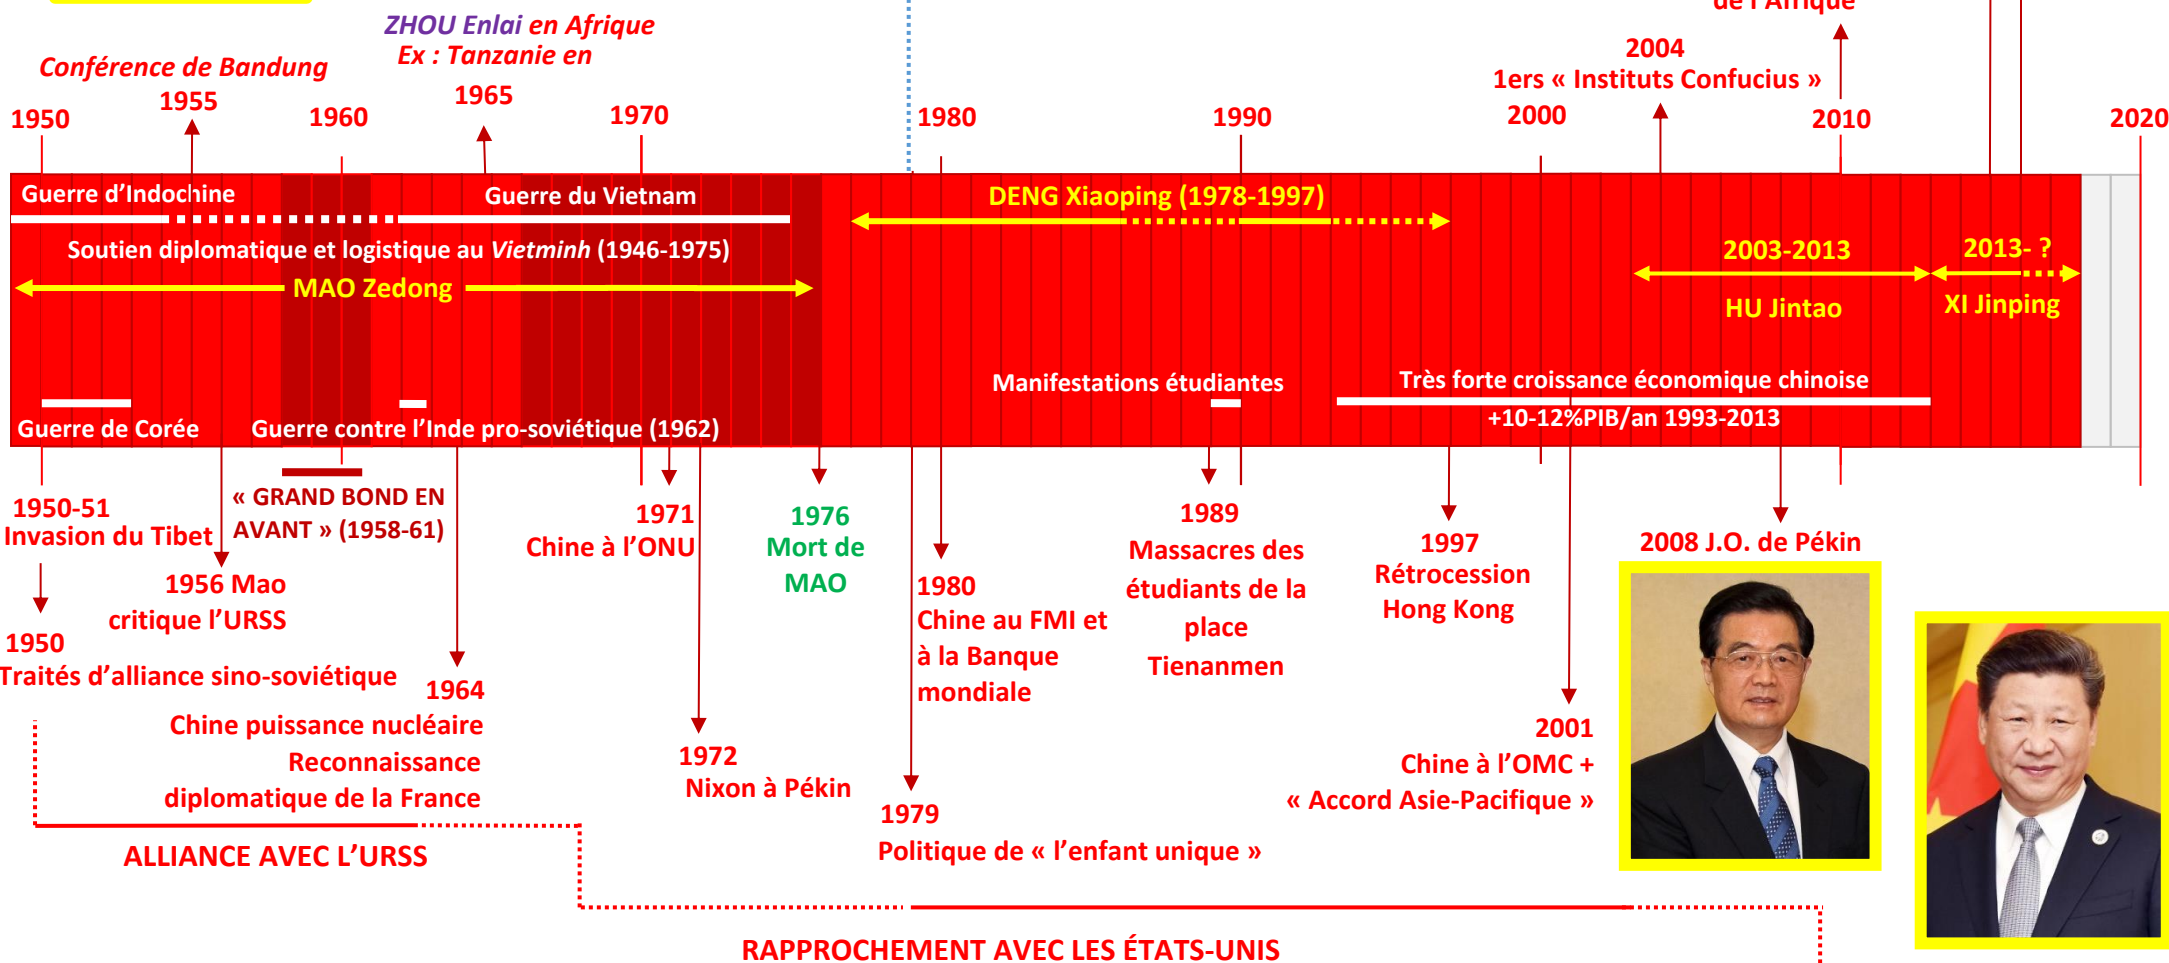 de l'Afrique
ZHOU Enlai en Afrique
Ex : Tanzanie en
1965
Conférence de Bandung
1955
2004
1ers « Instituts Confucius »
1950
1960
1970
1980
1990
2000
2010
2020
Guerre d'Indochine
Guerre du Vietnam
DENG Xiaoping (1978-1997)
Soutien diplomatique et logistique au Vietminh (1946-1975)
MAO Zedong
2003-2013
HU Jintao
2013- ?
XI Jinping
Manifestations étudiantes
Très forte croissance économique chinoise
+10-12%PIB/an 1993-2013
Guerre de Corée
Guerre contre l'Inde pro-soviétique (1962)
« GRAND BOND EN
AVANT » (1958-61)
1950-51
Invasion du Tibet
1956 Mao
critique l'URSS
1950
Traités d'alliance sino-soviétique
1964
Chine puissance nucléaire
Reconnaissance
diplomatique de la France
1971
Chine à l'ONU
1972
Nixon à Pékin
1976
Mort de
MAO
1980
Chine au FMI et
à la Banque
mondiale
1979
Politique de « l'enfant unique »
1989
Massacres des
étudiants de la
place
Tienanmen
1997
Rétrocession
Hong Kong
2001
Chine à l'OMC +
« Accord Asie-Pacifique »
2008 J.O. de Pékin
ALLIANCE AVEC L'URSS
RAPPROCHEMENT AVEC LES ÉTATS-UNIS